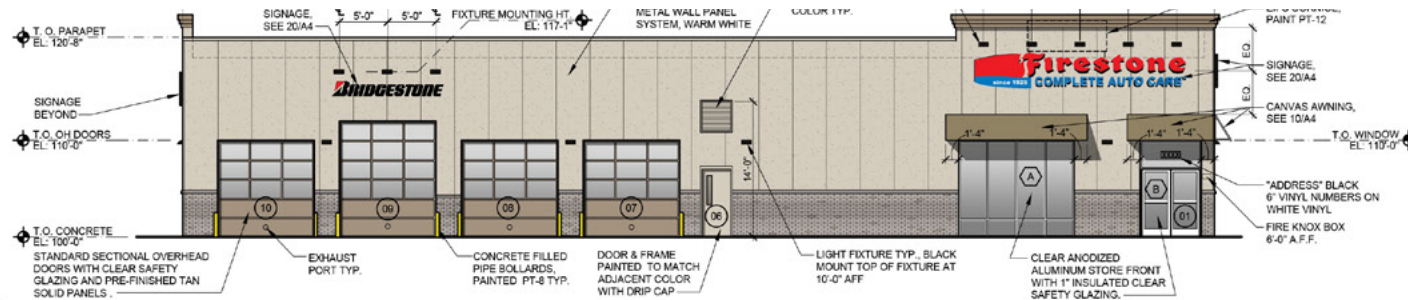 SIGNAGE,
SEE 20/A4
5'-0"
5'-0"
FIXTURE MOUNTING HT.
EL: 117'-1"
METAL WALL PANEL
SYSTEM, WARM WHITE
COLOR TYP.
PAINT PT-12
T. O. PARAPET
EL: 120'-8"
EQ
EQ
SIGNAGE,
SEE 20/A4
BRIDGESTONE
Firestone
since 1926
COMPLETE AUTO CARE
SIGNAGE
BEYOND
CANVAS AWNING,
SEE 10/A4
T.O. OH DOORS
EL: 110'-0"
1'-4"
1'-4"
1'-4"
1'-4"
T.O. WINDOW
EL: 110'-0"
14'-0"
10
09
08
07
06
A
B
01
"ADDRESS" BLACK
6" VINYL NUMBERS ON
WHITE VINYL
FIRE KNOX BOX
6'-0" A.F.F.
T.O. CONCRETE
EL: 100'-0"
STANDARD SECTIONAL OVERHEAD
DOORS WITH CLEAR SAFETY
GLAZING AND PRE-FINISHED TAN
SOLID PANELS .
EXHAUST
PORT TYP.
CONCRETE FILLED
PIPE BOLLARDS,
PAINTED PT-8 TYP.
DOOR & FRAME
PAINTED TO MATCH
ADJACENT COLOR
WITH DRIP CAP
LIGHT FIXTURE TYP., BLACK
MOUNT TOP OF FIXTURE AT
10'-0" AFF
CLEAR ANODIZED
ALUMINUM STORE FRONT
WITH 1" INSULATED CLEAR
SAFETY GLAZING.